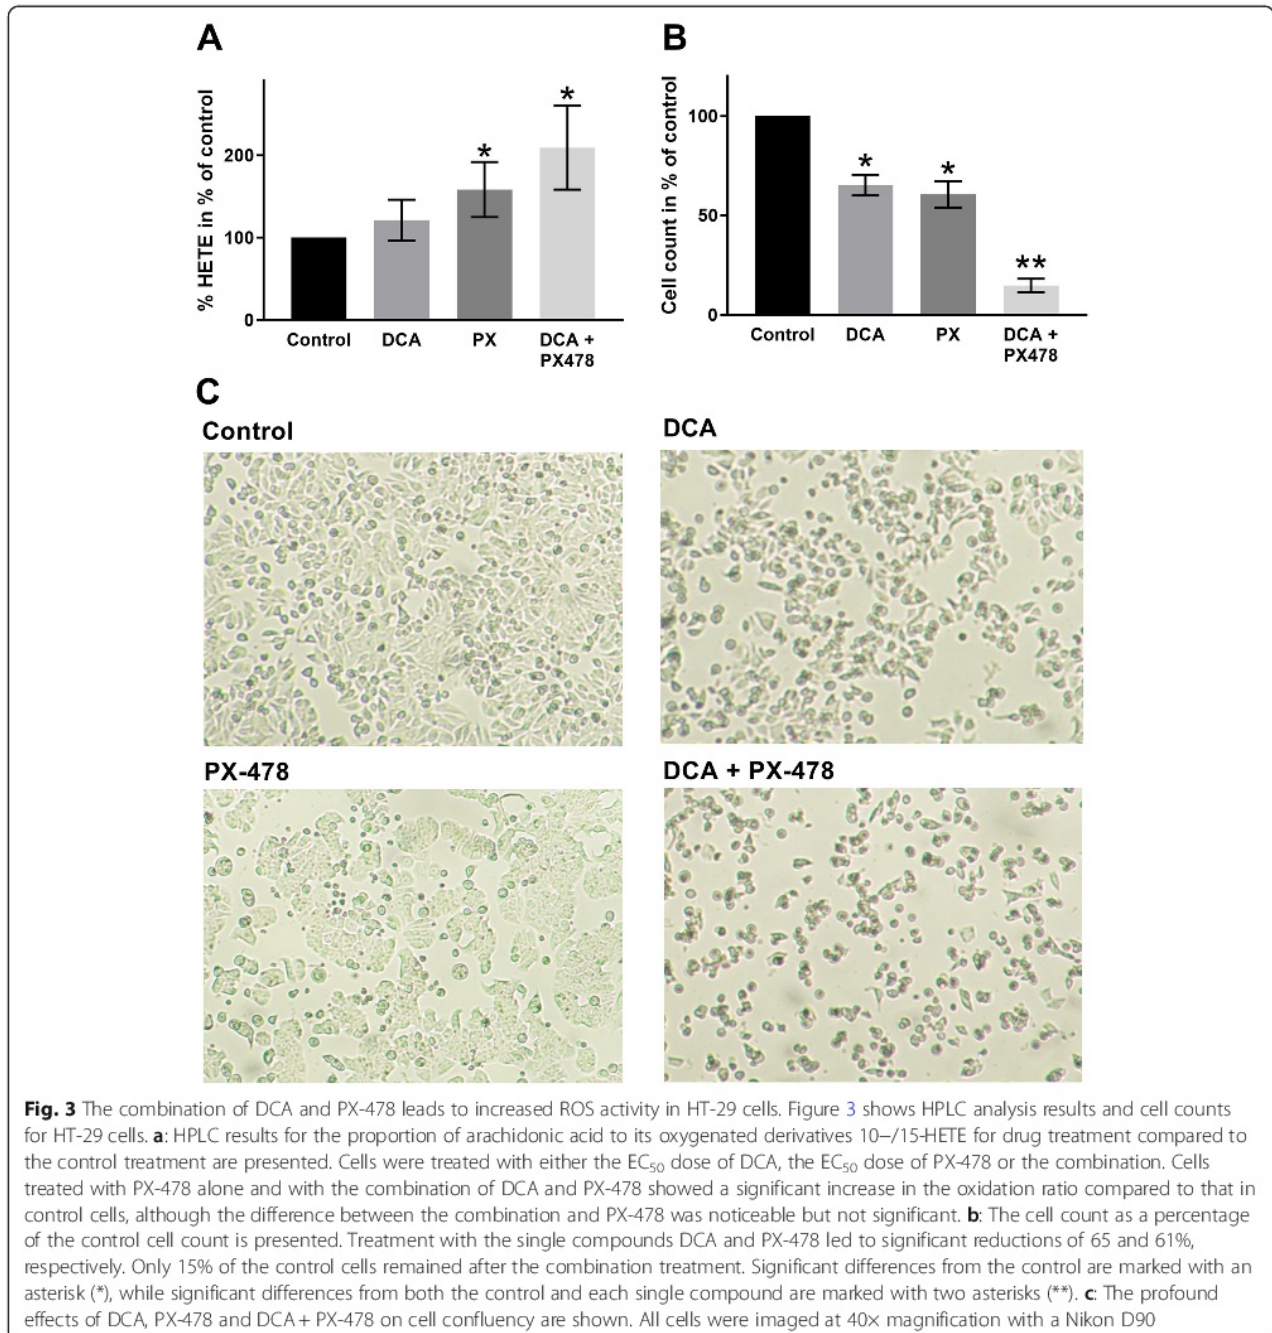 A
B
% HETE in % of control
200
100
0
*
*
Control
DCA
PX
DCA +
PX478
Cell count in % of control
100
50
0
*
*
**
Control
DCA
PX
DCA +
PX478
C
Control
DCA
PX-478
DCA + PX-478
Fig. 3 The combination of DCA and PX-478 leads to increased ROS activity in HT-29 cells. Figure 3 shows HPLC analysis results and cell counts
for HT-29 cells. a: HPLC results for the proportion of arachidonic acid to its oxygenated derivatives 10–/15-HETE for drug treatment compared to
the control treatment are presented. Cells were treated with either the EC50 dose of DCA, the EC50 dose of PX-478 or the combination. Cells
treated with PX-478 alone and with the combination of DCA and PX-478 showed a significant increase in the oxidation ratio compared to that in
control cells, although the difference between the combination and PX-478 was noticeable but not significant. b: The cell count as a percentage
of the control cell count is presented. Treatment with the single compounds DCA and PX-478 led to significant reductions of 65 and 61%,
respectively. Only 15% of the control cells remained after the combination treatment. Significant differences from the control are marked with an
asterisk (*), while significant differences from both the control and each single compound are marked with two asterisks (**). c: The profound
effects of DCA, PX-478 and DCA + PX-478 on cell confluency are shown. All cells were imaged at 40× magnification with a Nikon D90